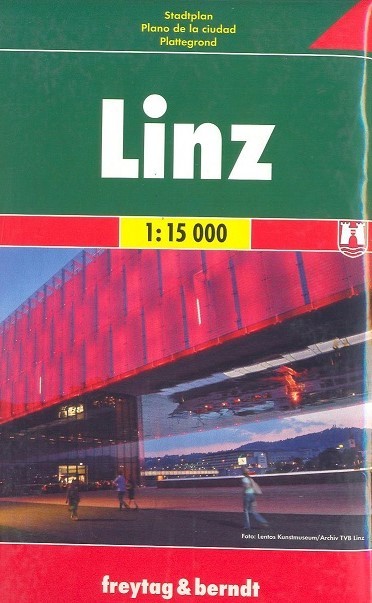 Stadtplan
Plano de la ciudad
Plattegrond
Linz
1:15 000
Foto: Lentos Kunstmuseum/Archiv TVB Linz
freytag & berndt